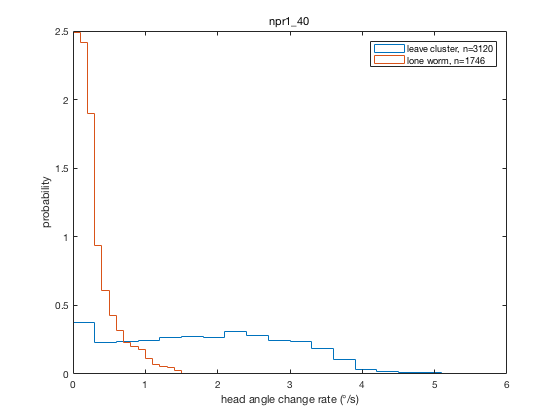 npr1_40
leave cluster, n=3120
lone worm, n=1746
probability
2.5
2
1.5
1
0.5
0
0 1 2 3 4 5 6
head angle change rate (°/s)